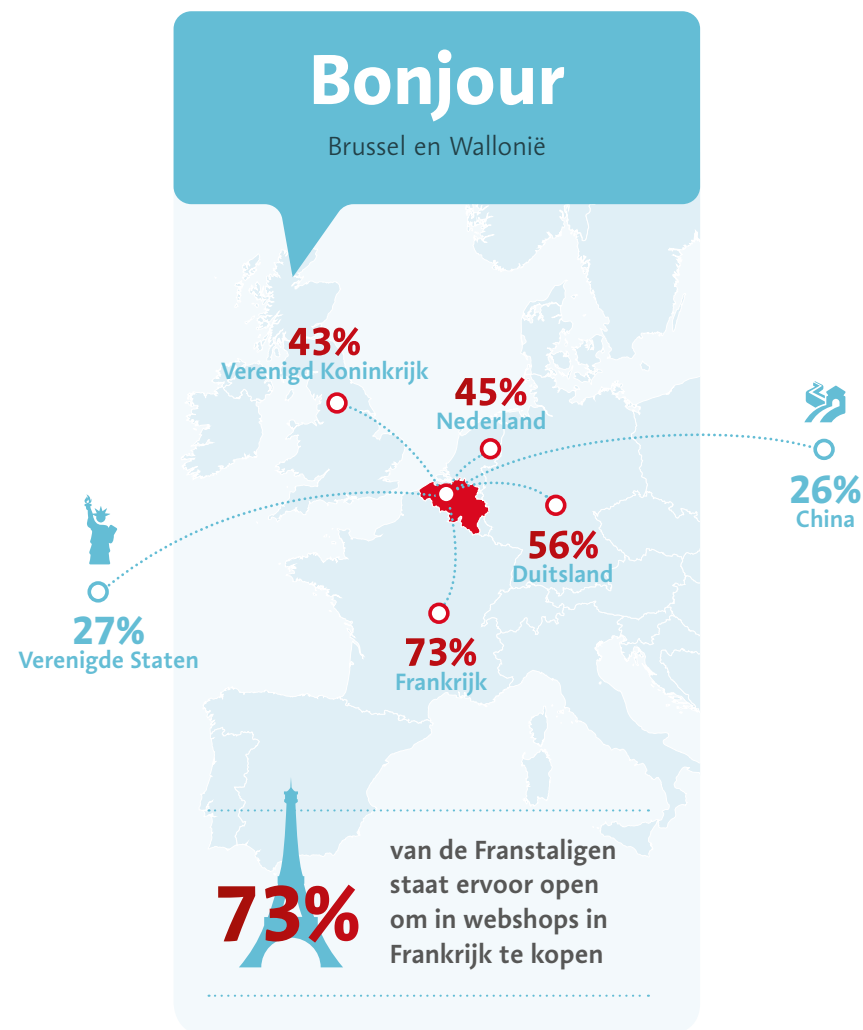 Bonjour
Brussel en Wallonië
43%
Verenigd Koninkrijk
45%
Nederland
26%
China
56%
Duitsland
27%
Verenigde Staten
73%
Frankrijk
73%
van de Franstaligen
staat ervoor open
om in webshops in
Frankrijk te kopen